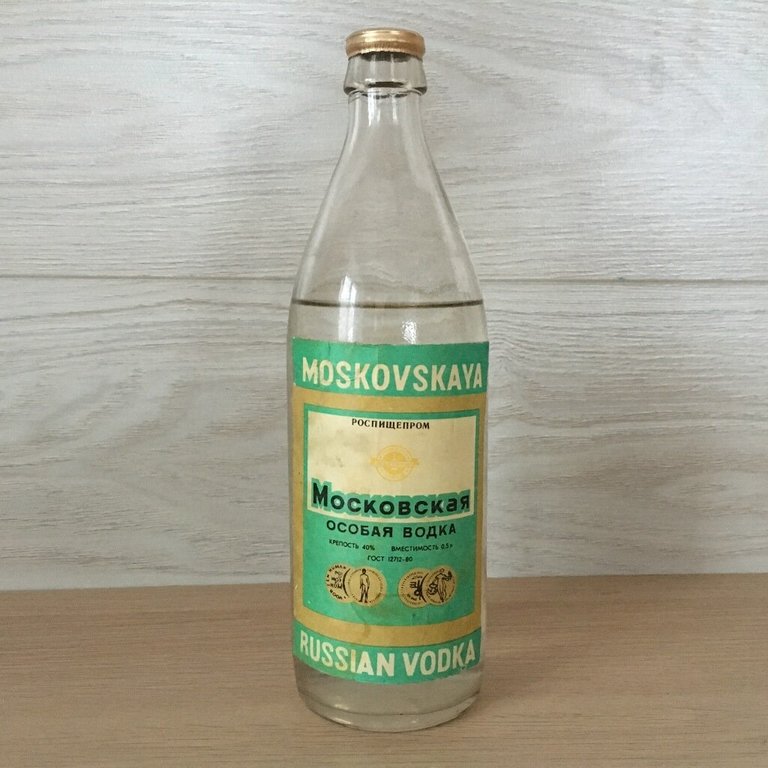 MOSKOVSKAYA
РОСПИЩЕПРОМ
Московская
ОСОБАЯ ВОДКА
КРЕПОСТЬ 40% ВМЕСТИМОСТЬ 0,5 л
ГОСТ 12712-80
RUSSIAN VODKA